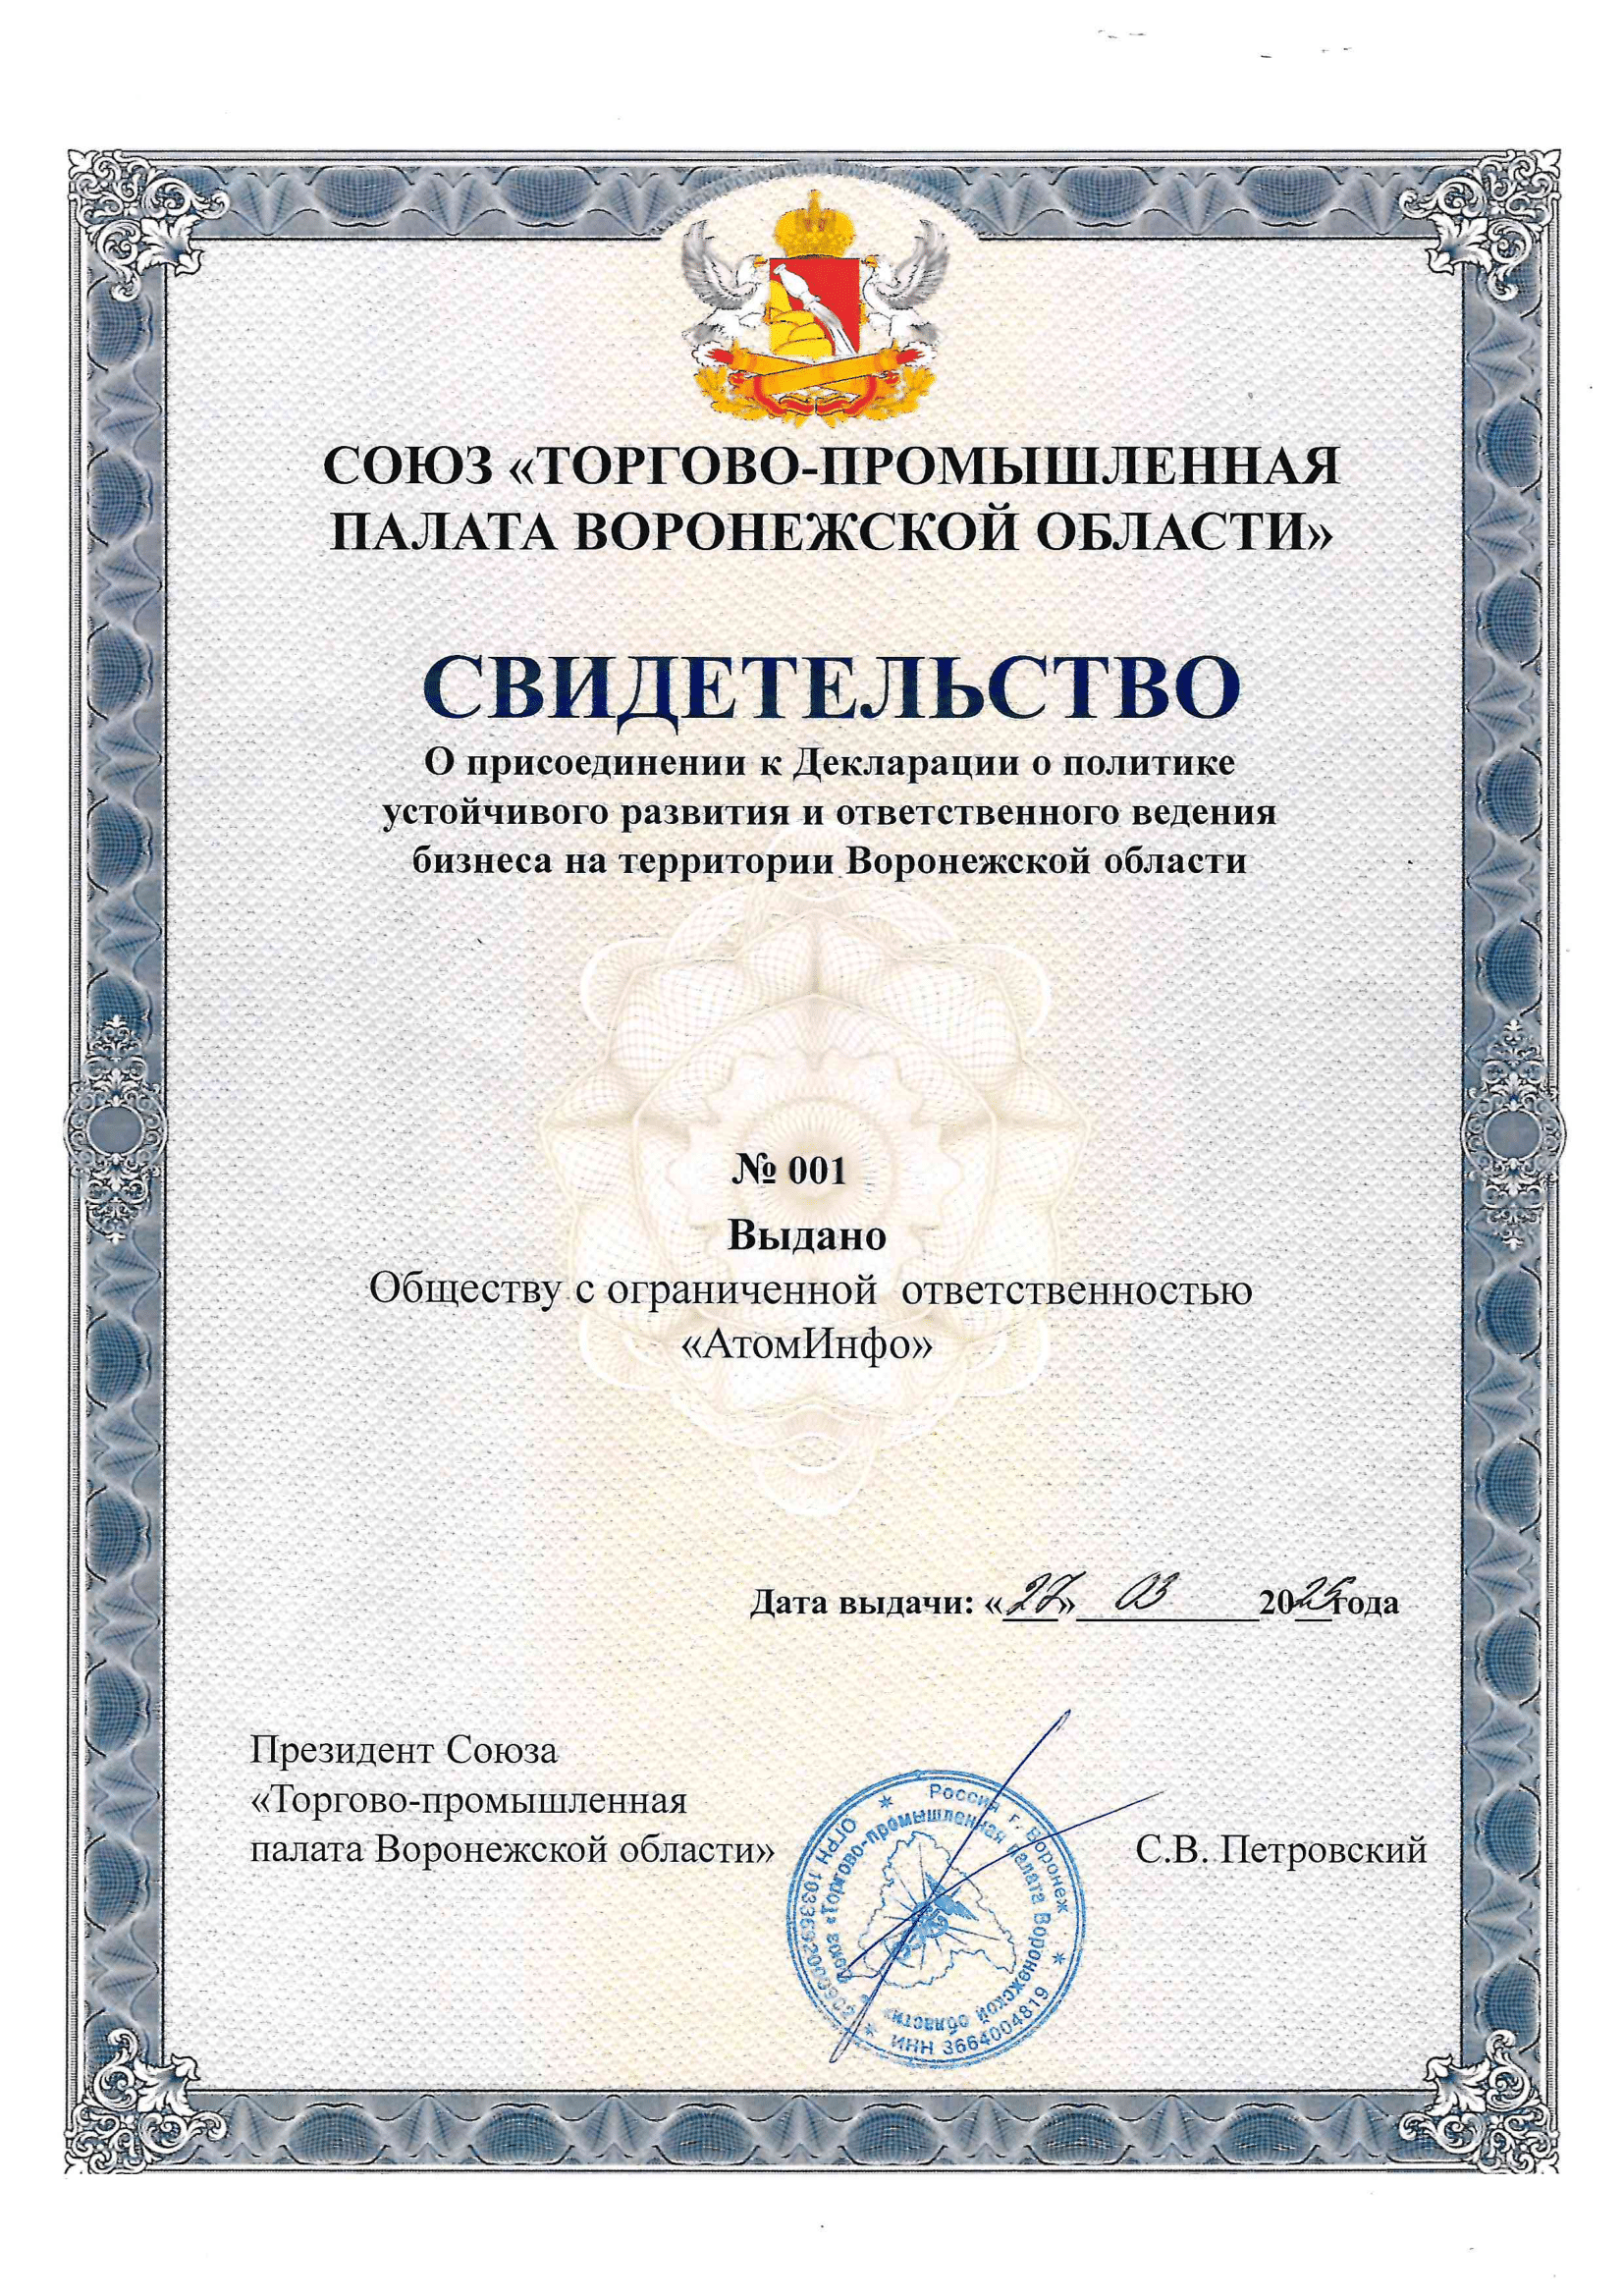 СОЮЗ «ТОРГОВО-ПРОМЫШЛЕННАЯ
ПАЛАТА ВОРОНЕЖСКОЙ ОБЛАСТИ»
СВИДЕТЕЛЬСТВО
О присоединении к Декларации о политике
устойчивого развития и ответственного ведения
бизнеса на территории Воронежской области
№ 001
Выдано
Обществу с ограниченной ответственностью
«АтомИнфо»
Дата выдачи: «27» 03 2025 года
Президент Союза
«Торгово-промышленная
палата Воронежской области»
С.В. Петровский
Россия г. Воронеж
ИНН 3664004819
ОГРН
Союз «Торгово-промышленная палата Воронежской области»